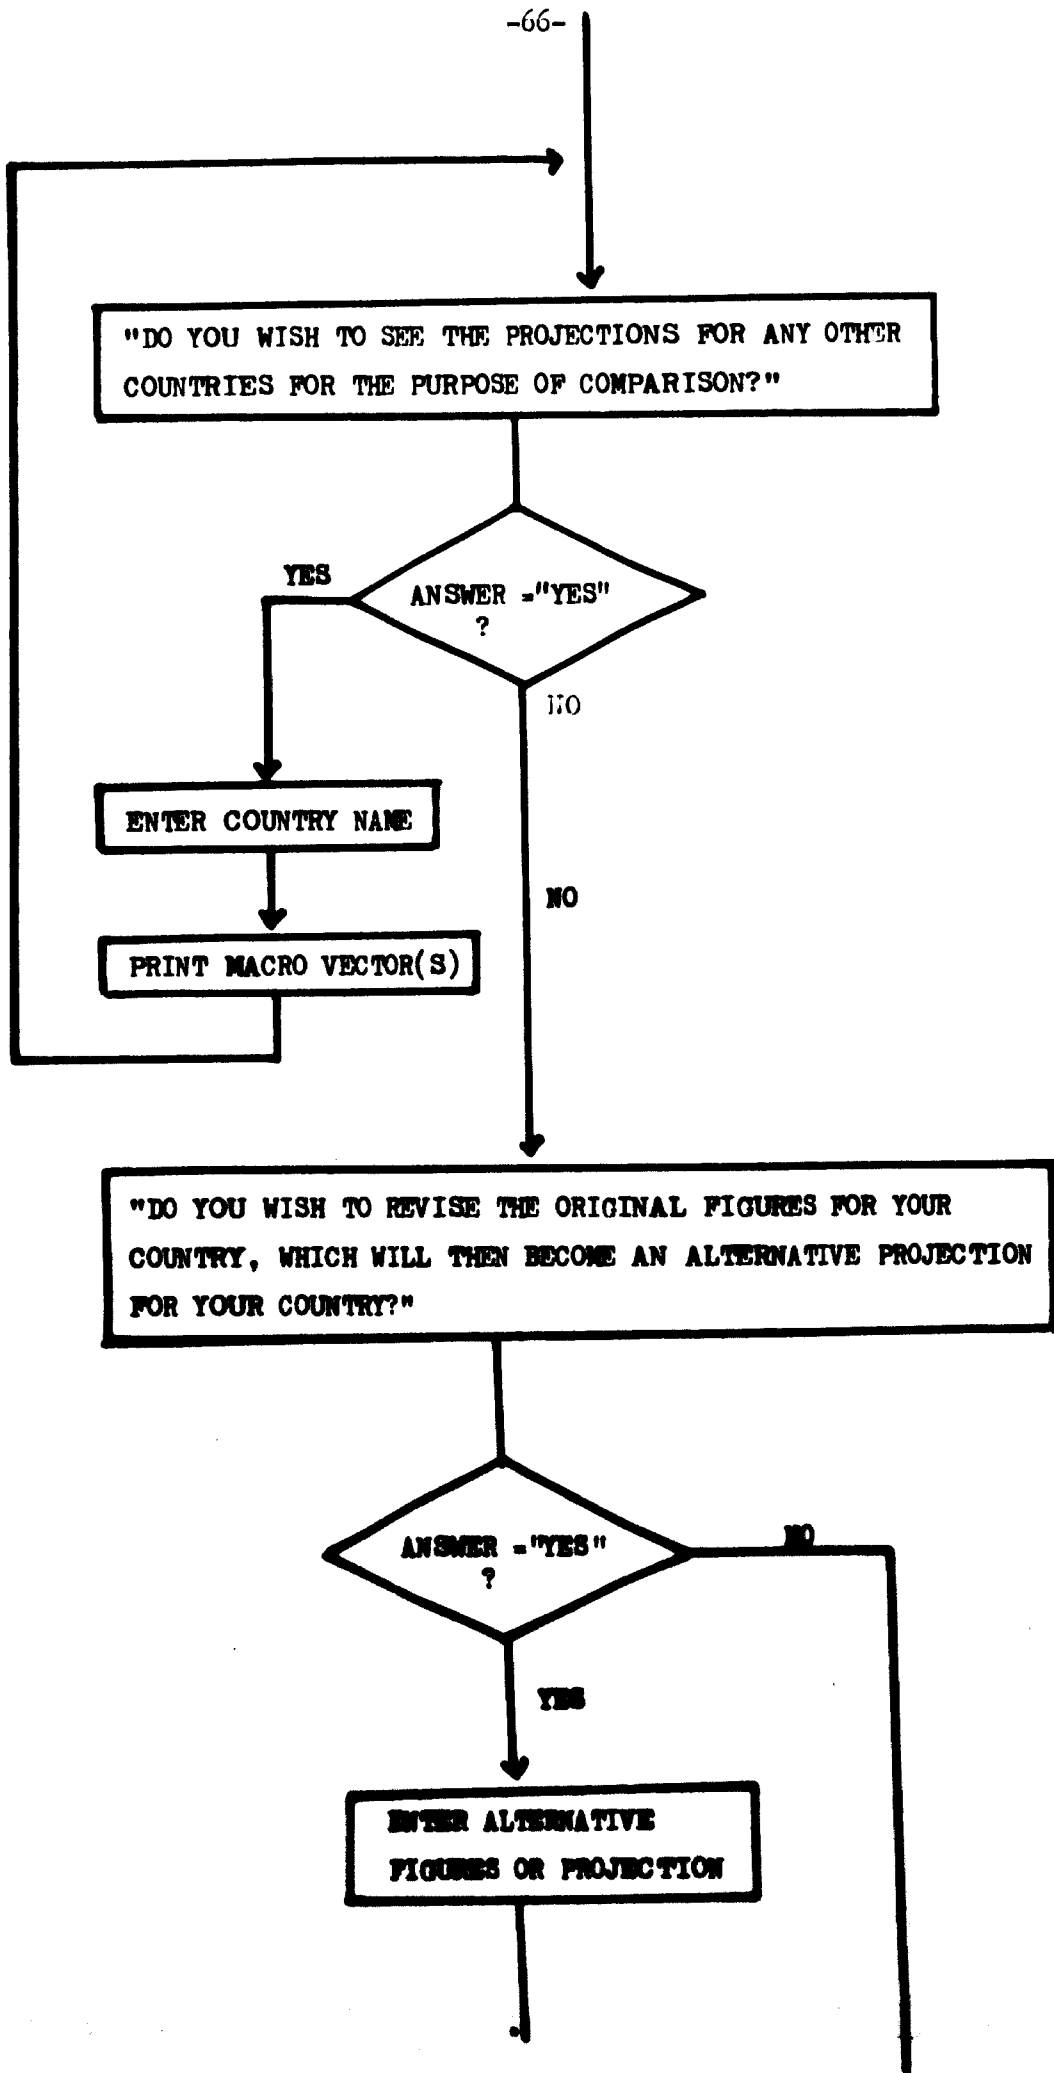 -66-
"DO YOU WISH TO SEE THE PROJECTIONS FOR ANY OTHER
COUNTRIES FOR THE PURPOSE OF COMPARISON?"
YES
ANSWER ="YES"
?
NO
ENTER COUNTRY NAME
NO
PRINT MACRO VECTOR(S)
"DO YOU WISH TO REVISE THE ORIGINAL FIGURES FOR YOUR
COUNTRY, WHICH WILL THEN BECOME AN ALTERNATIVE PROJECTION
FOR YOUR COUNTRY?"
ANSWER ="YES"
?
NO
YES
ENTER ALTERNATIVE
FIGURES OR PROJECTION